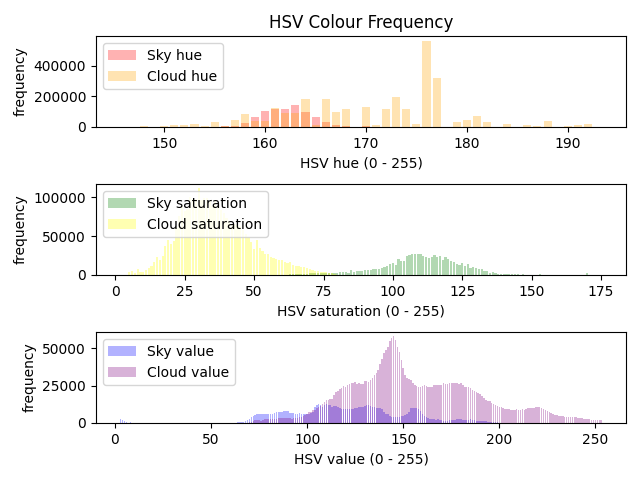 HSV Colour Frequency
frequency
400000
200000
0
Sky hue
Cloud hue
150 160 170 180 190
HSV hue (0 - 255)
frequency
100000
50000
0
Sky saturation
Cloud saturation
0 25 50 75 100 125 150 175
HSV saturation (0 - 255)
frequency
50000
25000
0
Sky value
Cloud value
0 50 100 150 200 250
HSV value (0 - 255)